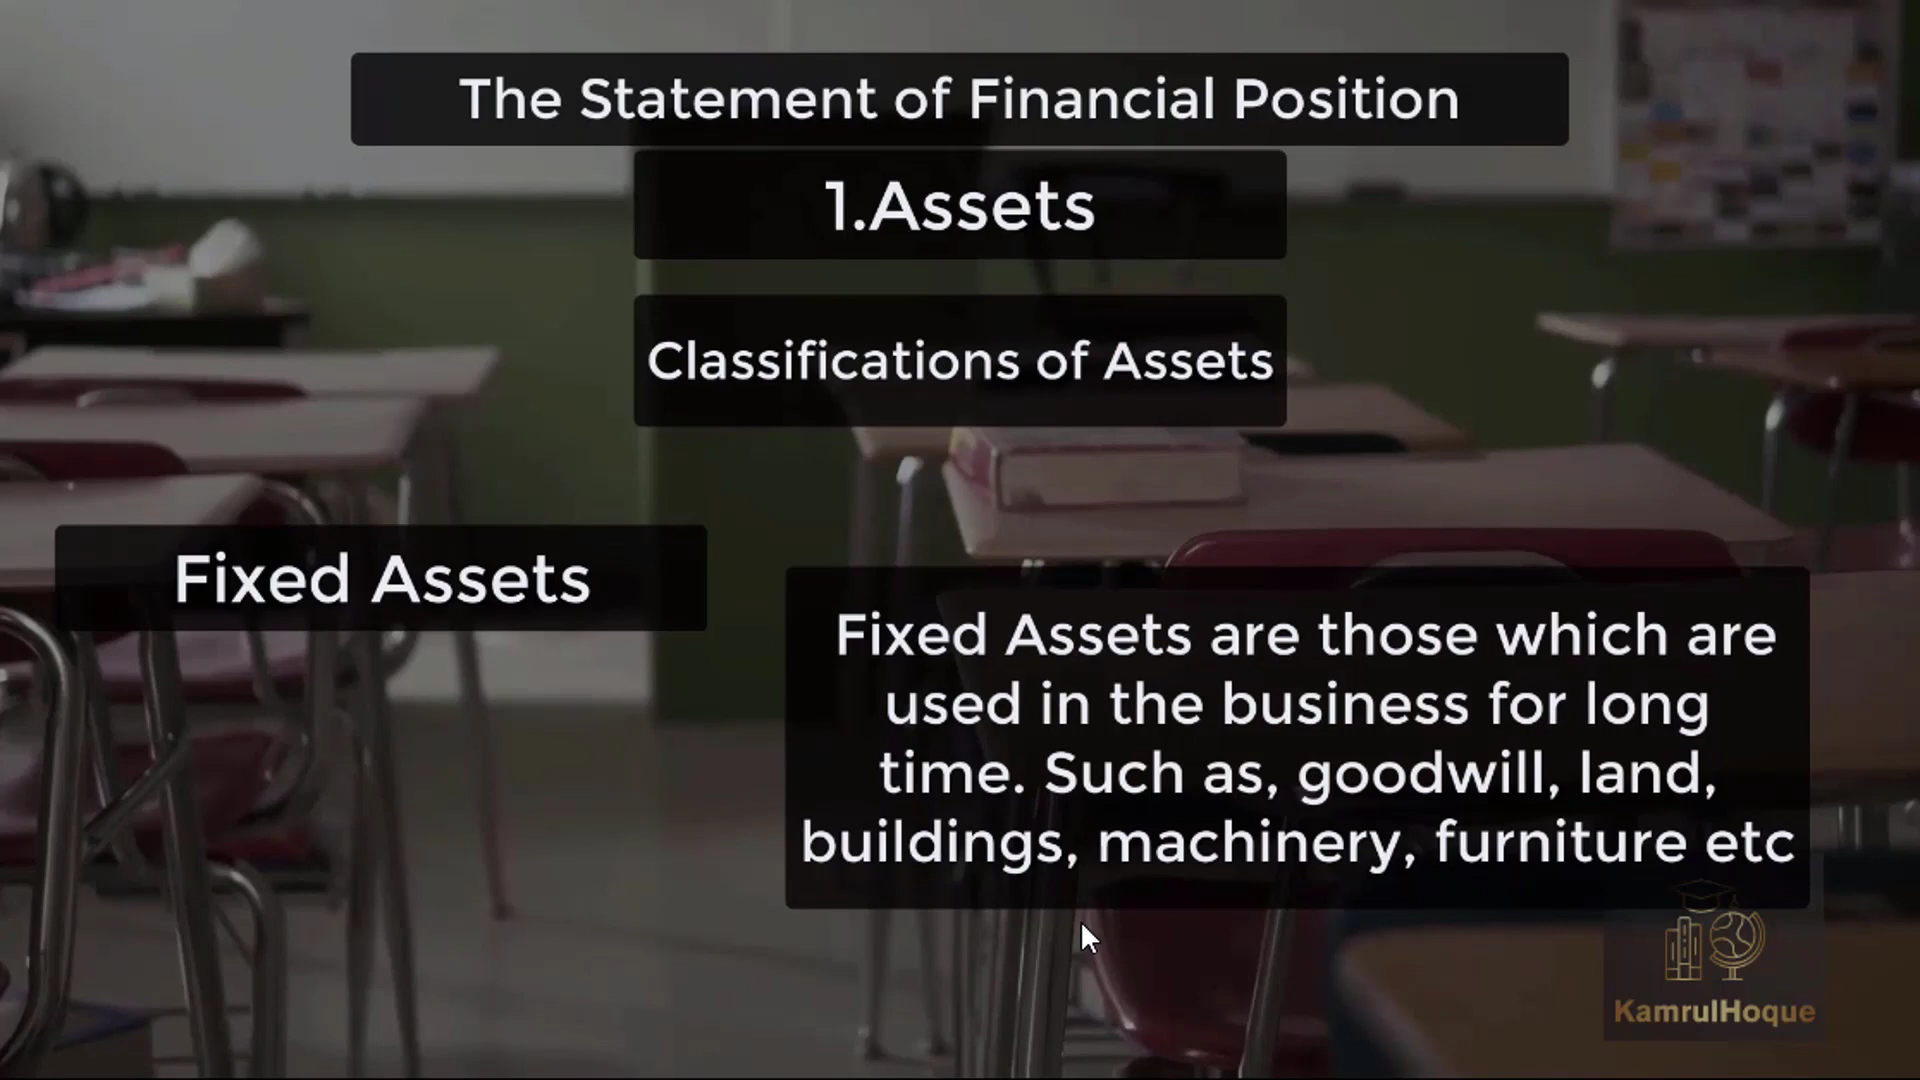 The Statement of Financial Position
1.Assets
Classifications of Assets
Fixed Assets
Fixed Assets are those which are
used in the business for long
time. Such as, goodwill, land,
buildings, machinery, furniture etc
KamrulHoque